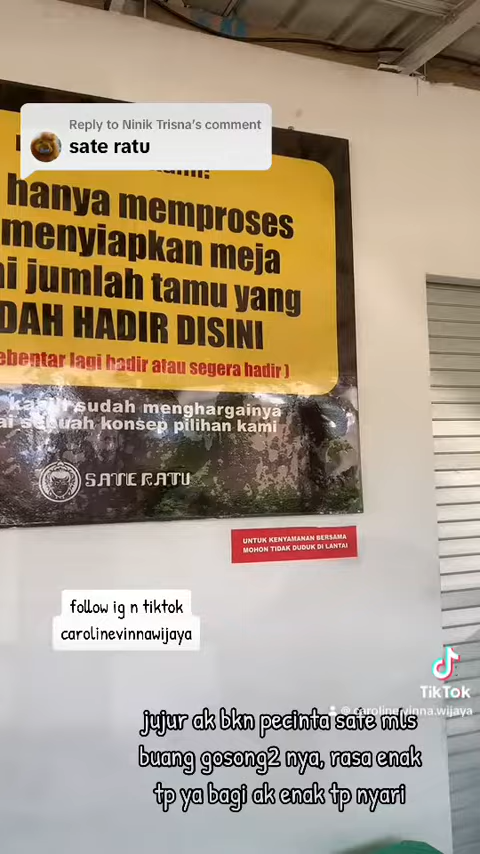 Reply to Ninik Trisna's comment
sate ratu
hanya memproses
menyiapkan meja
jumlah tamu yang
HADIR DISINI
lagi hadir atau segera hadir )
sudah menghargainya
sebuah konsep pilihan kami
SATE RATU
UNTUK KENYAMANAN BERSAMA
MOHON TIDAK DUDUK DI LANTAI
follow ig n tiktok
carolinevinnawijaya
TikTok
@carolinevinna.wijaya
jujur ak bkn pecinta sate mls
buang gosong2 nya, rasa enak
tp ya bagi ak enak tp nyari